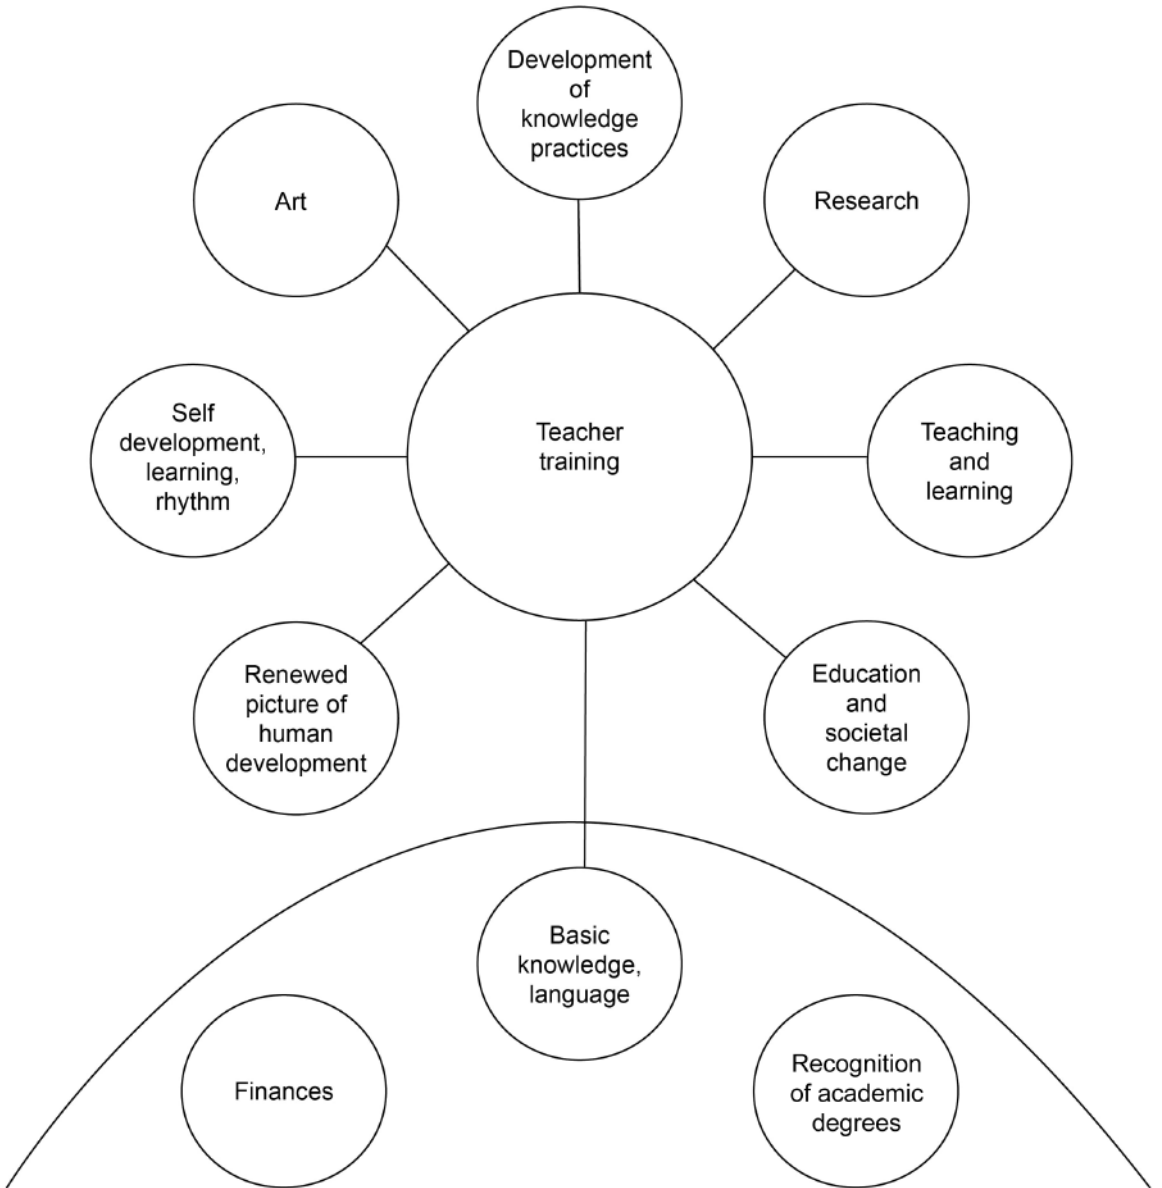 Development
of
knowledge
practices
Art
Research
Self
development,
learning,
rhythm
Teacher
training
Teaching
and
learning
Renewed
picture of
human
development
Education
and
societal
change
Basic
knowledge,
language
Finances
Recognition
of academic
degrees